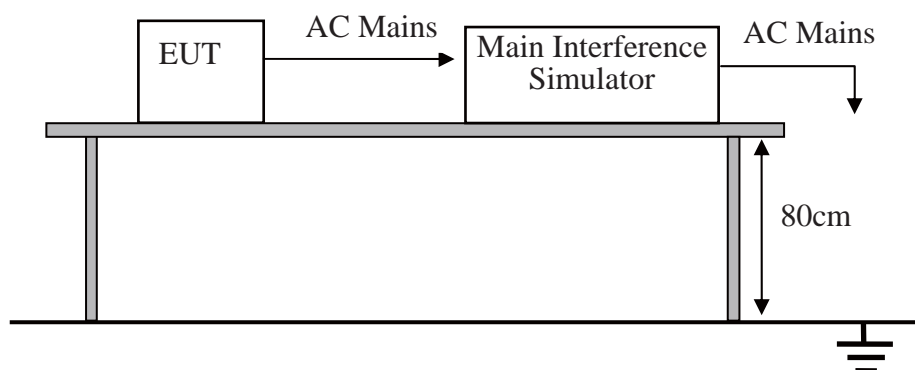 AC Mains
AC Mains
EUT
Main Interference
Simulator
80cm